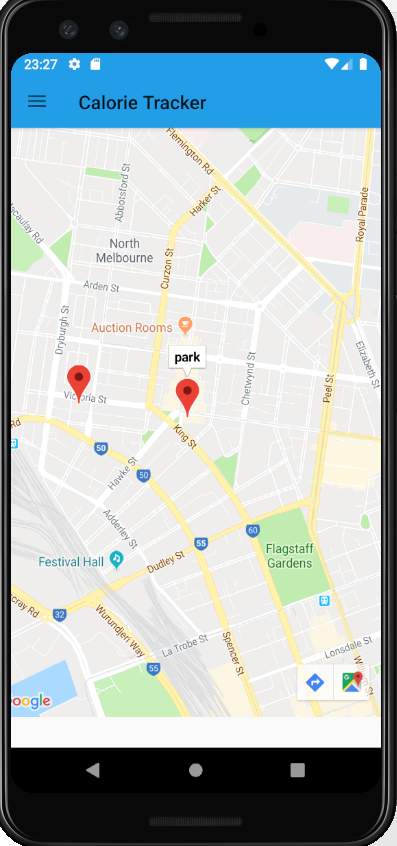 23:27
Calorie Tracker
Flemington Rd
Abbotsford St
Harker St
Royal Parade
North
Melbourne
Curzon St
Arden St
Dryburgh St
Auction Rooms
park
Elizabeth St
Chetwynd St
Peel St
Victoria St
Rd
King St
50
Hawke St
50
Adderley St
55
60
Dudley St
Festival Hall
Flagstaff
Gardens
32
Wurundjeri Way
La Trobe St
Spencer St
Lonsdale St
55
oogle